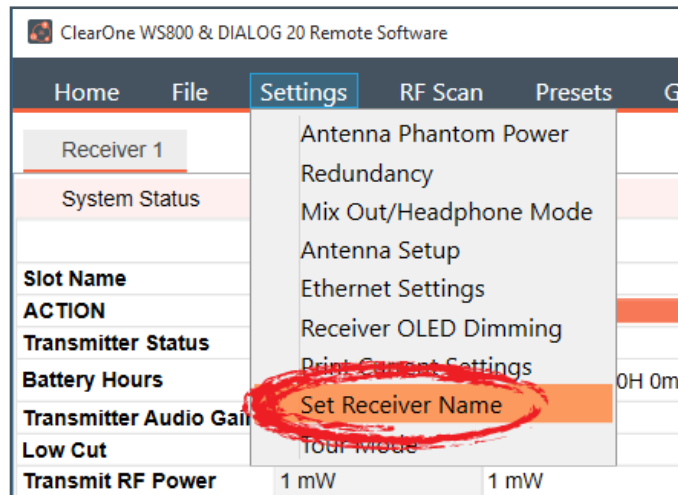 ClearOne WS800 & DIALOG 20 Remote Software
Home File Settings RF Scan Presets G
Receiver 1
System Status
Antenna Phantom Power
Redundancy
Mix Out/Headphone Mode
Antenna Setup
Ethernet Settings
Receiver OLED Dimming
Print Current Settings
Set Receiver Name
Tour Mode
Slot Name
ACTION
Transmitter Status
Battery Hours 0H 0m
Transmitter Audio Gai
Low Cut
Transmit RF Power 1 mW 1 mW